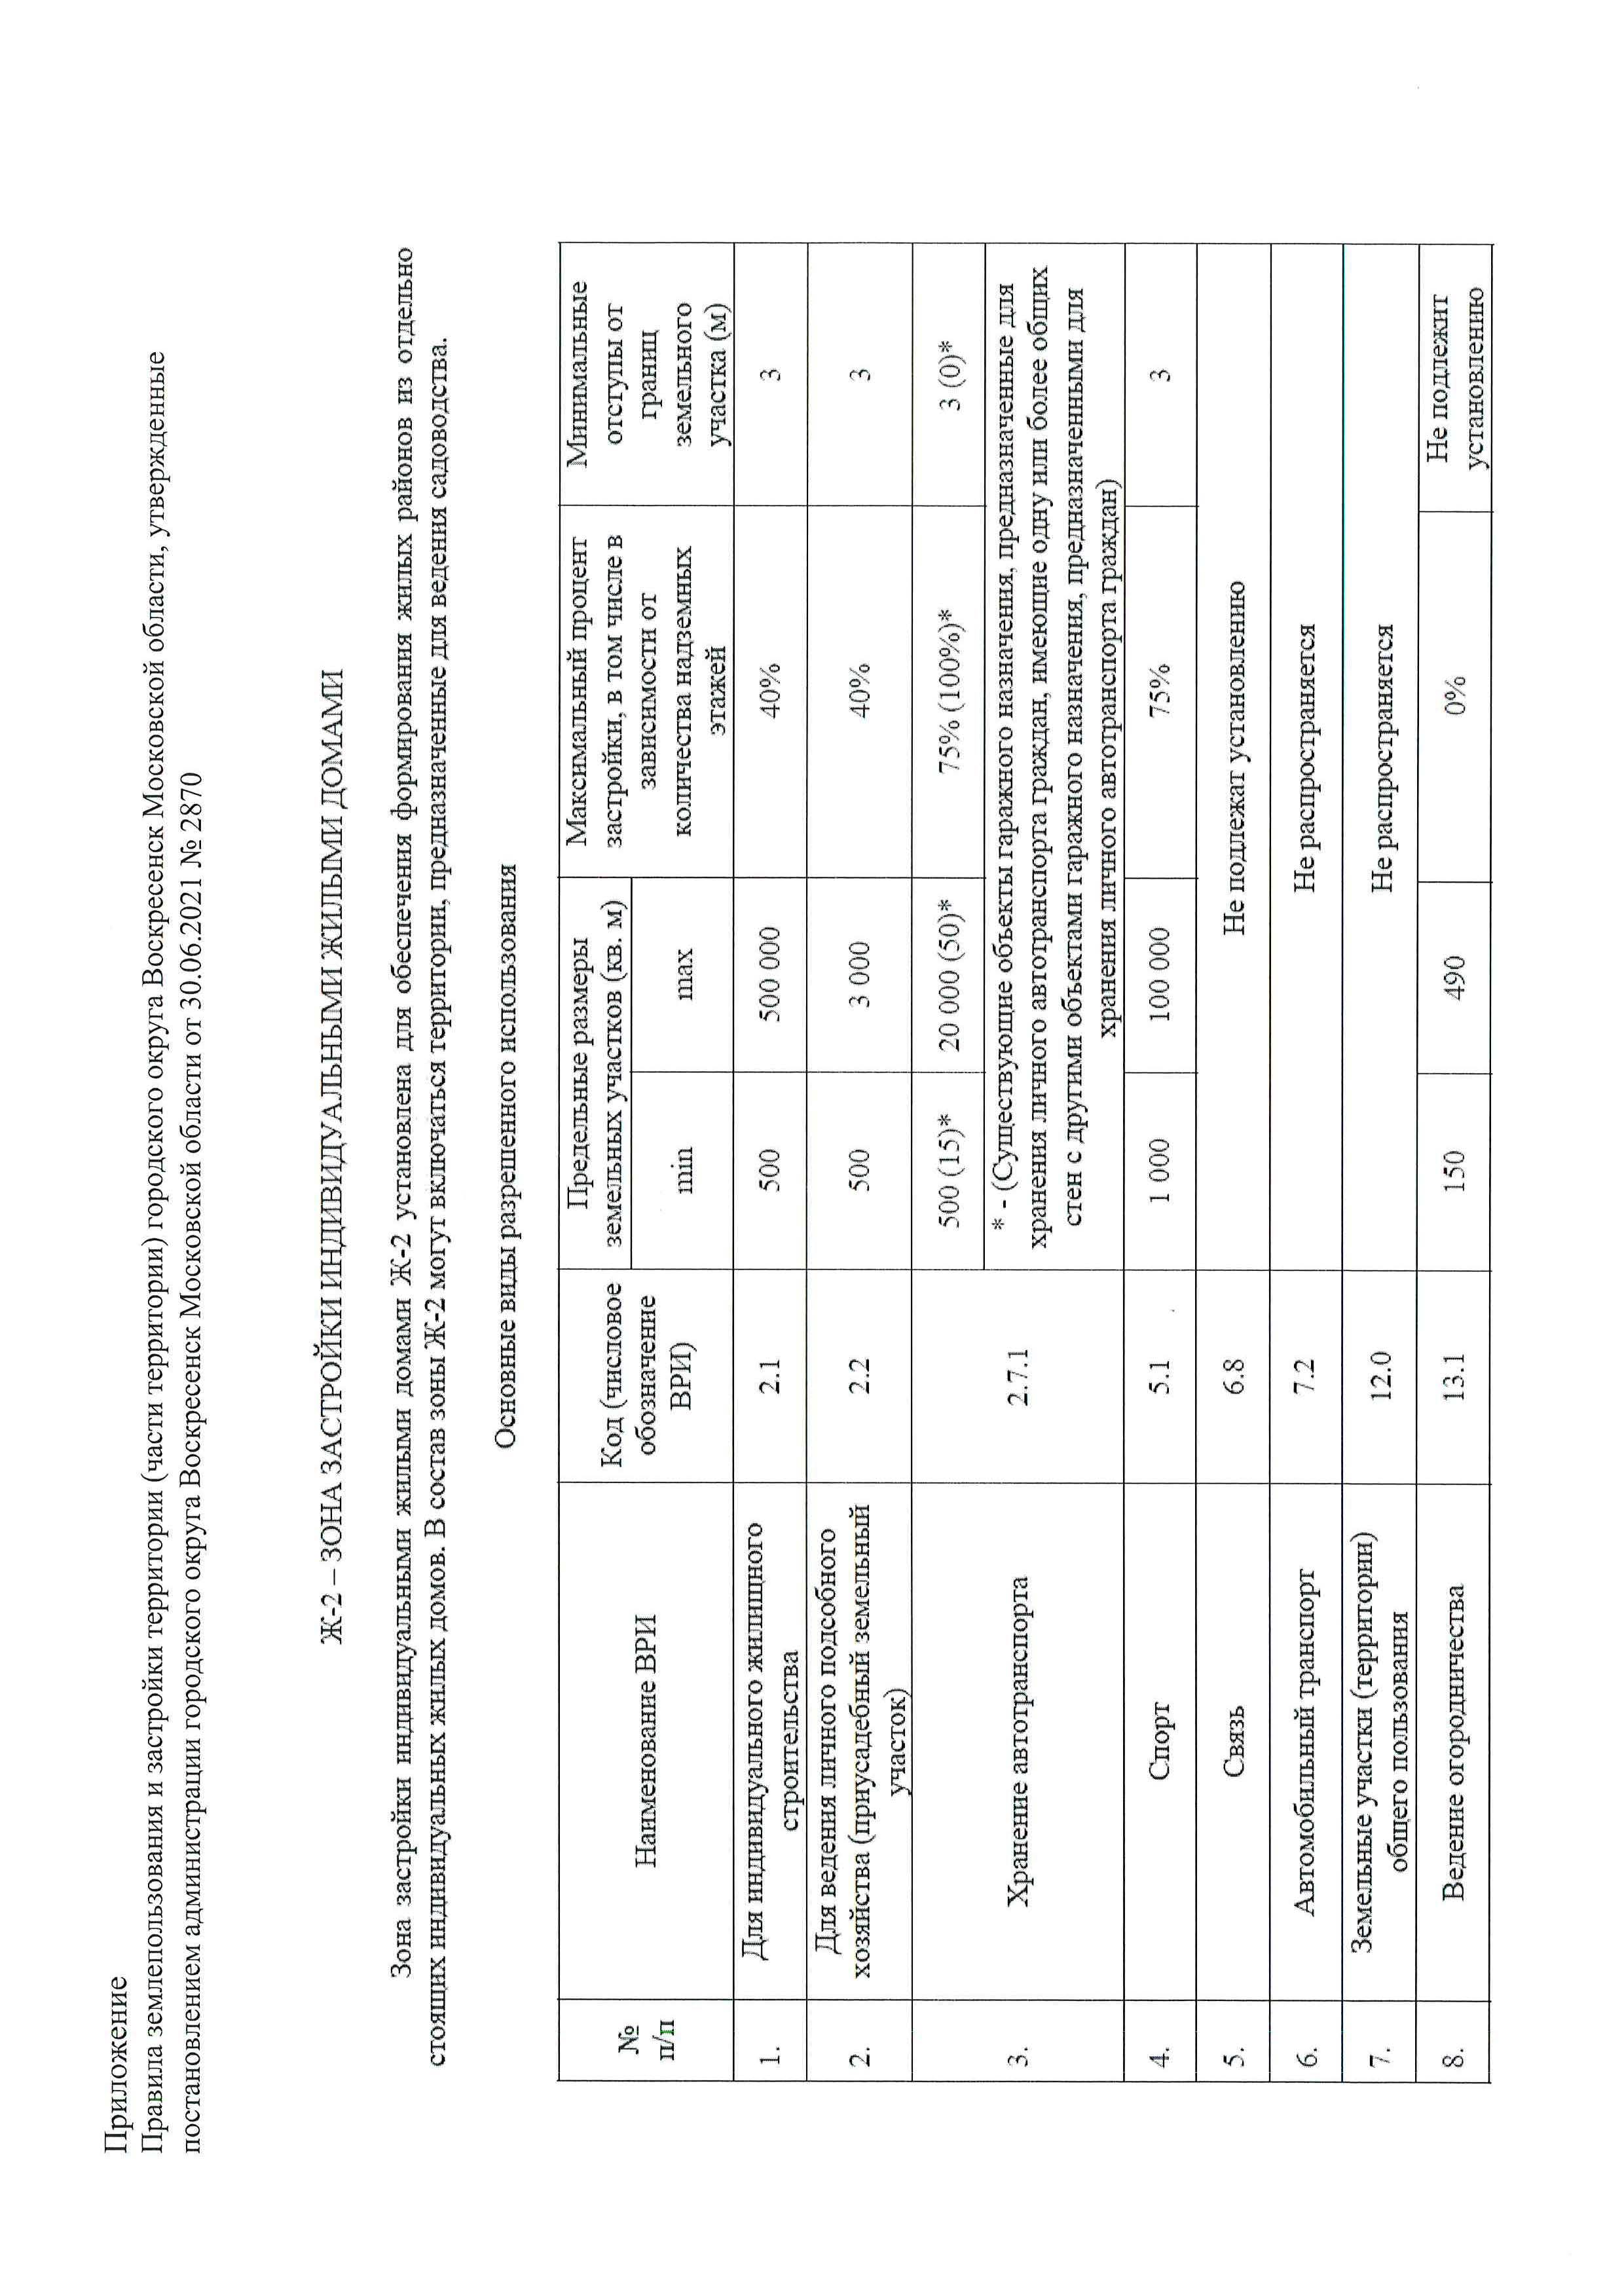 Приложение
Правила землепользования и застройки территории (части территории) городского округа Воскресенск Московской области, утвержденные
постановлением администрации городского округа Воскресенск Московской области от 30.06.2021 № 2870
Ж-2 – ЗОНА ЗАСТРОЙКИ ИНДИВИДУАЛЬНЫМИ ЖИЛЫМИ ДОМАМИ
Зона застройки индивидуальными жилыми домами Ж-2 установлена для обеспечения формирования жилых районов из отдельно
стоящих индивидуальных жилых домов. В состав зоны Ж-2 могут включаться территории, предназначенные для ведения садоводства.
Основные виды разрешенного использования
№
п/п
Наименование ВРИ
Код (числовое
обозначение
ВРИ)
Предельные размеры
земельных участков (кв. м)
min
max
Максимальный процент
застройки, в том числе в
зависимости от
количества надземных
этажей
Минимальные
отступы от
границ
земельного
участка (м)
1.
Для индивидуального жилищного
строительства
2.1
500
500 000
40%
3
2.
Для ведения личного подсобного
хозяйства (приусадебный земельный
участок)
2.2
500
3 000
40%
3
3.
Хранение автотранспорта
2.7.1
500 (15)*
20 000 (50)*
75% (100%)*
3 (0)*
* - (Существующие объекты гаражного назначения, предназначенные для
хранения личного автотранспорта граждан, имеющие одну или более общих
стен с другими объектами гаражного назначения, предназначенными для
хранения личного автотранспорта граждан)
4.
Спорт
5.1
1 000
100 000
75%
3
5.
Связь
6.8
Не подлежат установлению
6.
Автомобильный транспорт
7.2
Не распространяется
7.
Земельные участки (территории)
общего пользования
12.0
Не распространяется
8.
Ведение огородничества
13.1
150
490
0%
Не подлежит
установлению